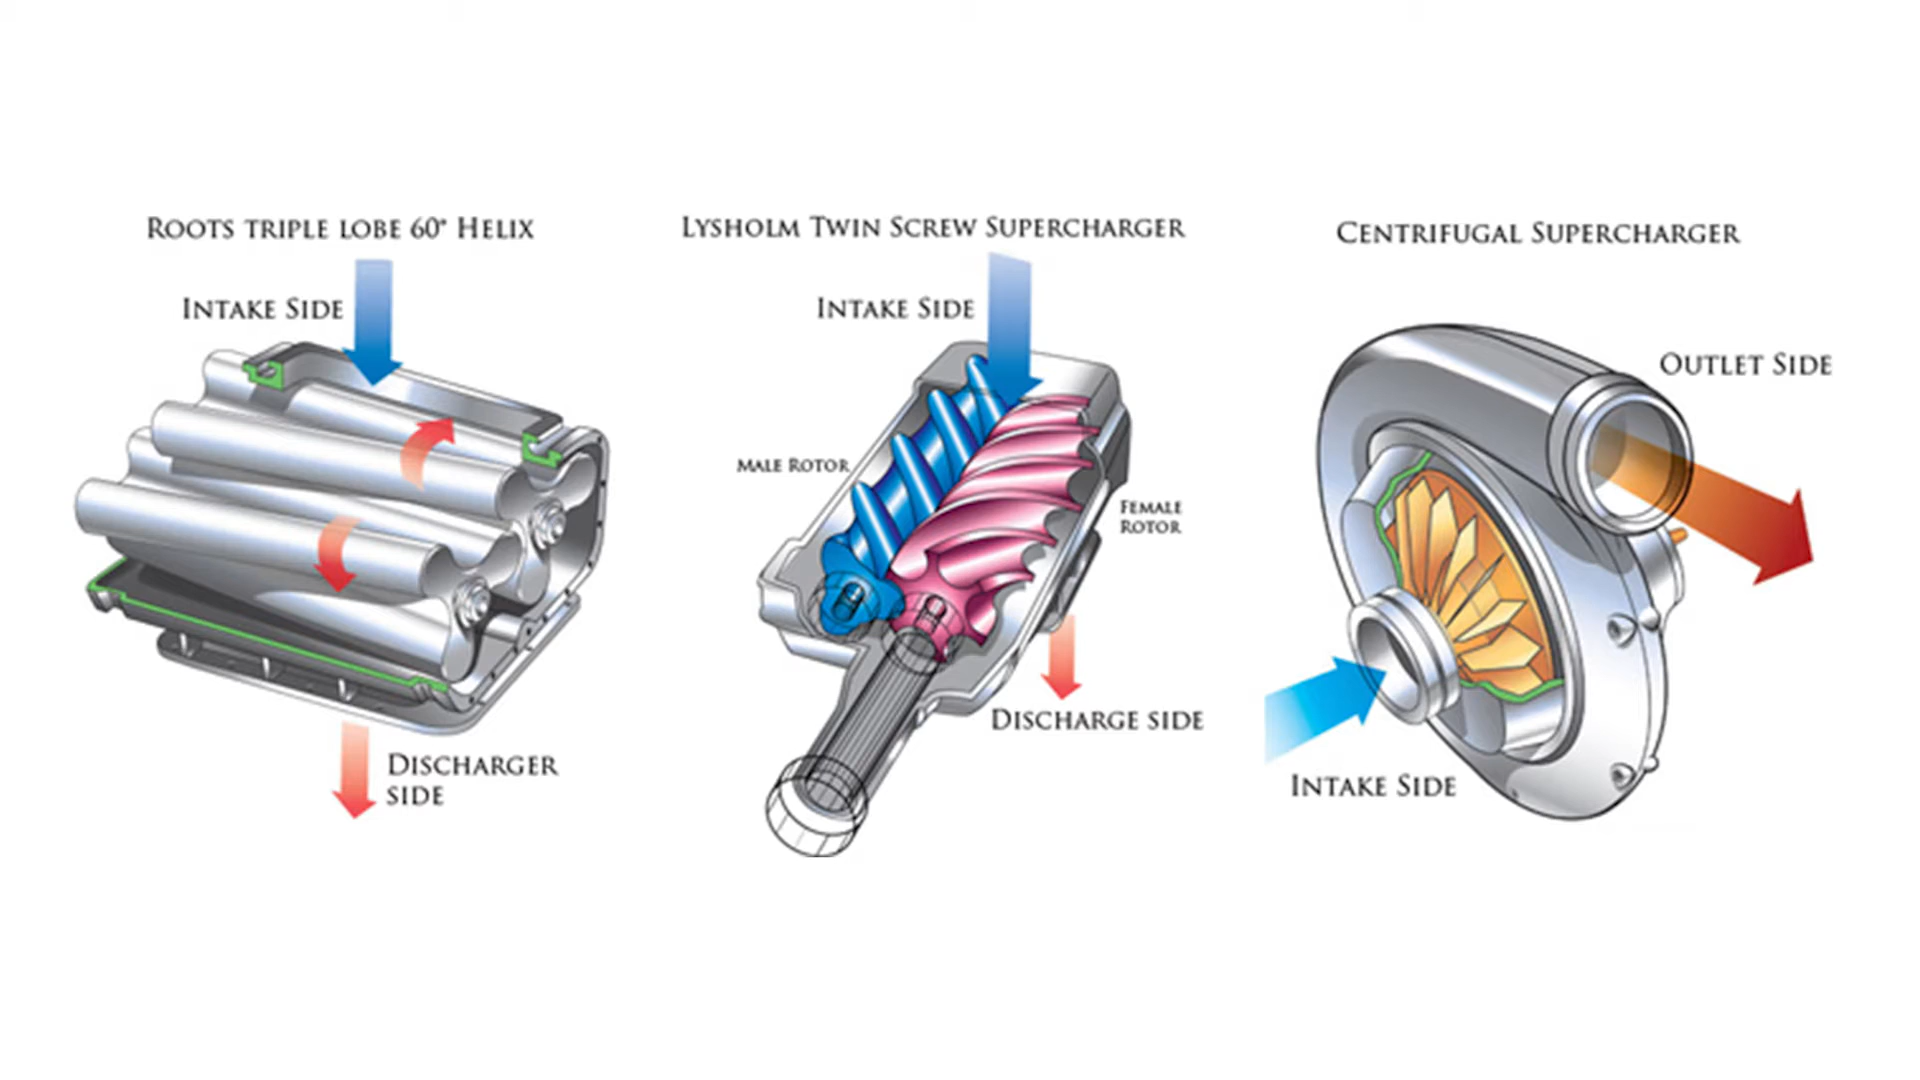 Roots triple lobe 60° Helix
Intake Side
Discharger
side
Lysholm Twin Screw Supercharger
Intake Side
Male Rotor
Female
Rotor
Discharge side
Centrifugal Supercharger
Outlet Side
Intake Side